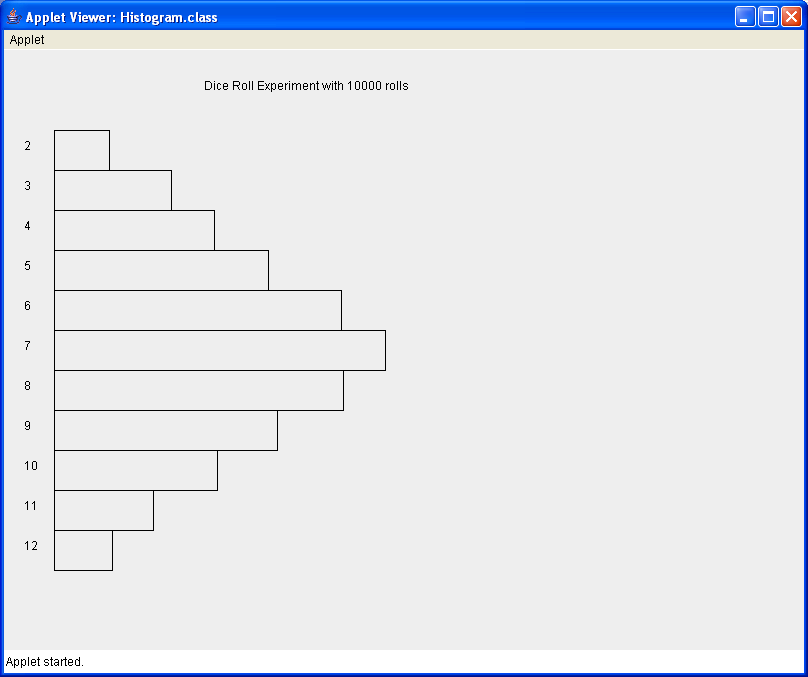 Applet Viewer: Histogram.class
Applet
Dice Roll Experiment with 10000 rolls
2
3
4
5
6
7
8
9
10
11
12
Applet started.